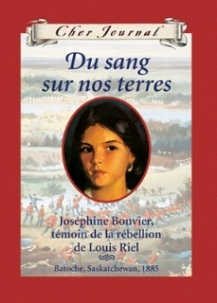 Cher Journal
Du sang
sur nos terres
Joséphine Bouvier,
témoin de la rébellion
de Louis Riel
Batoche, Saskatchewan, 1885